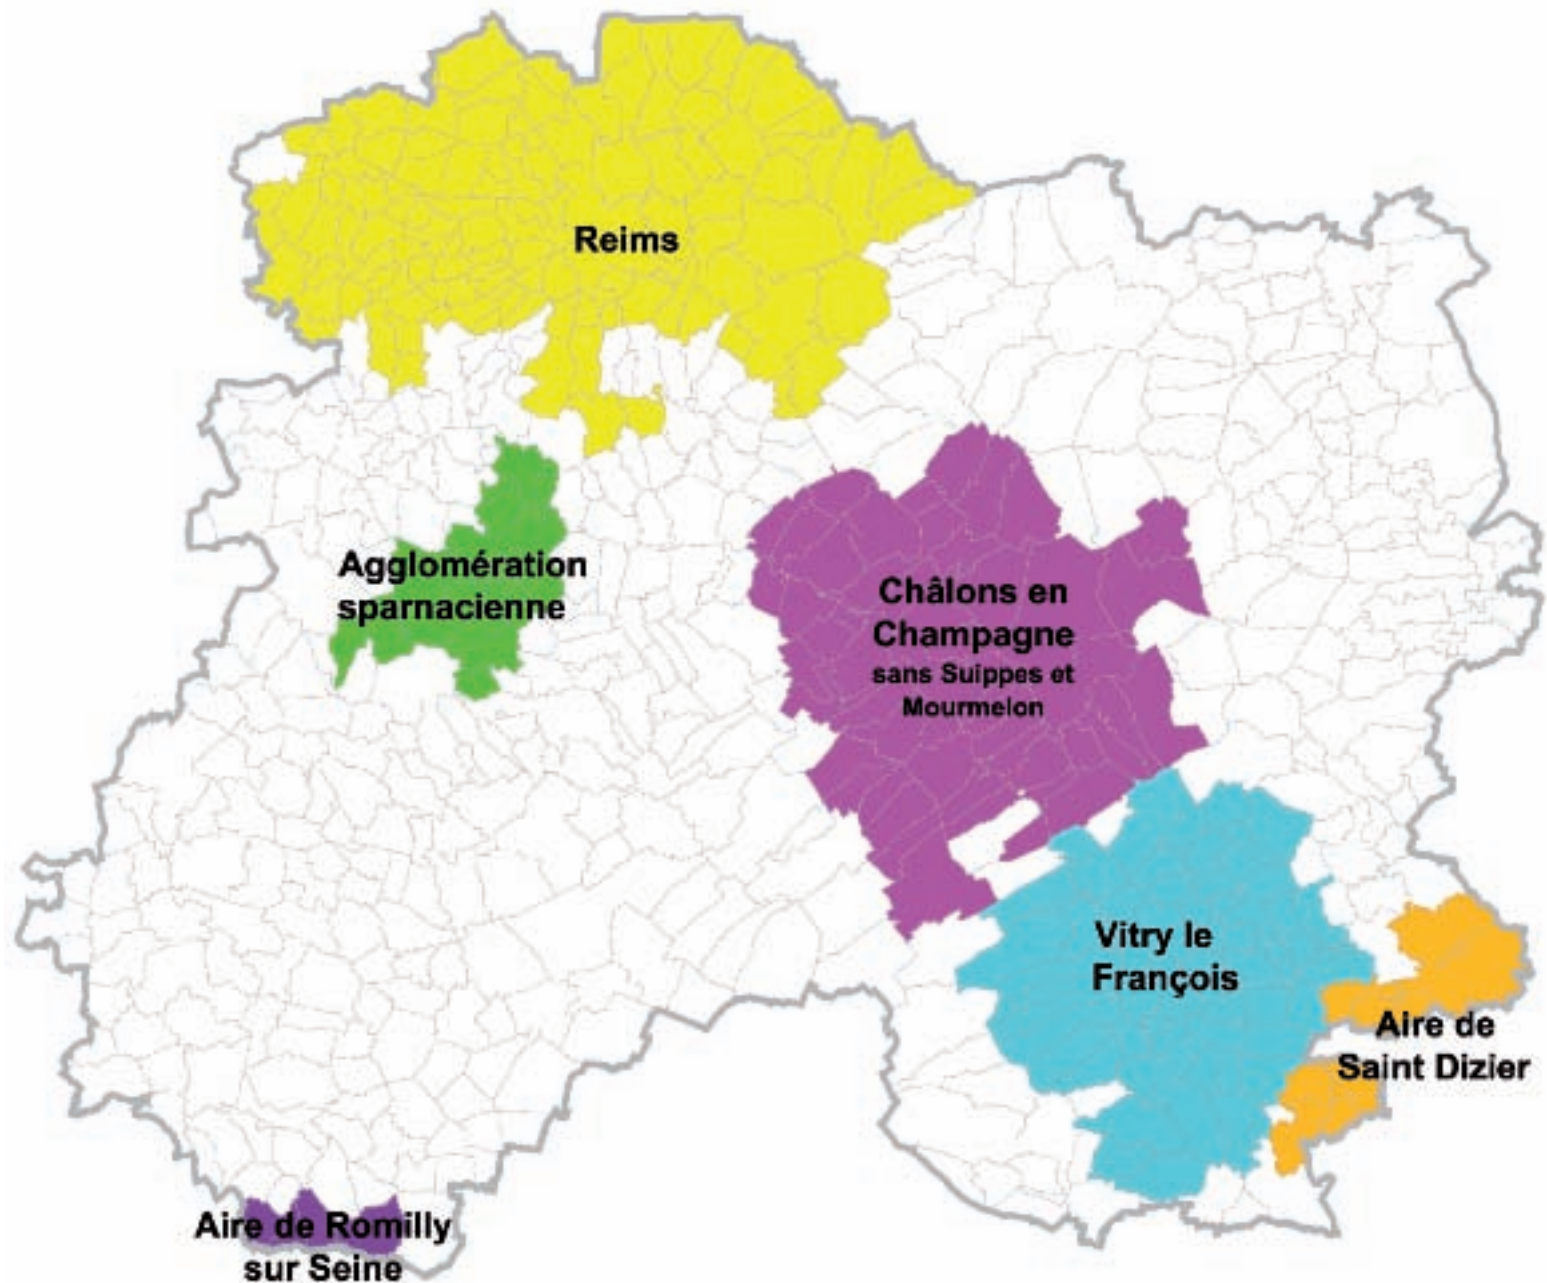 Reims
Agglomération
sparnacienne
Châlons en
Champagne
sans Suippes et
Mourmelon
Vitry le
François
Aire de
Saint Dizier
Aire de Romilly
sur Seine